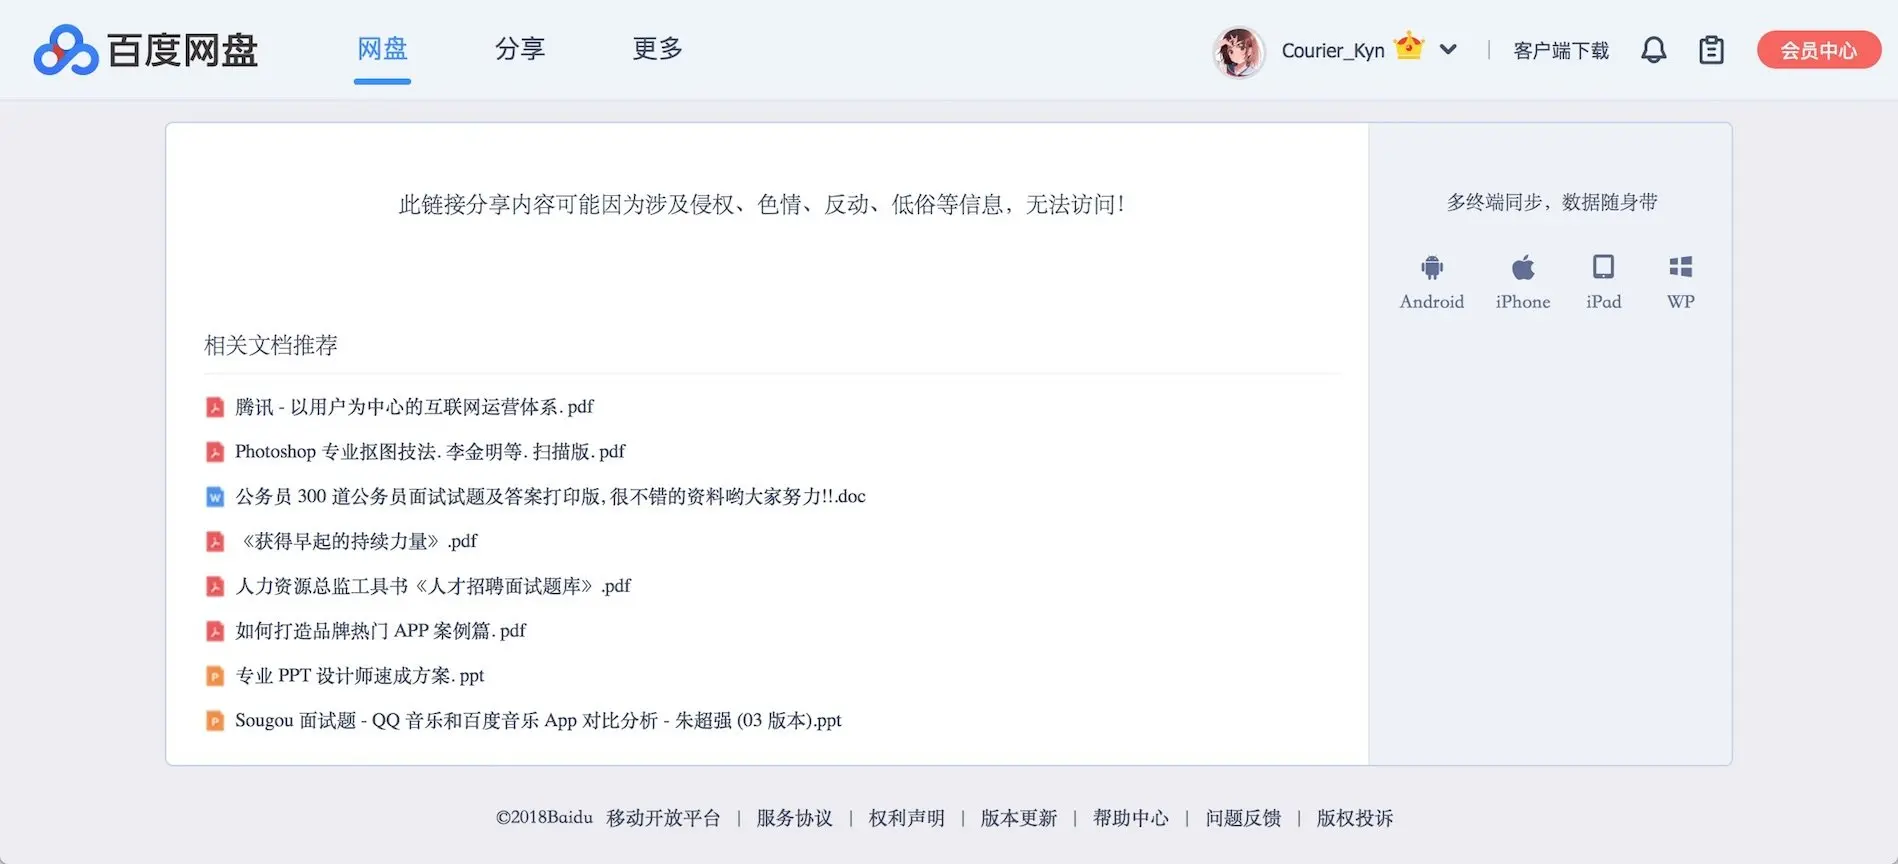 百度网盘 网盘 分享 更多 Courier_Kyn 客户端下载 会员中心
此链接分享内容可能因为涉及侵权、色情、反动、低俗等信息，无法访问！
多终端同步，数据随身带
Android iPhone iPad WP
相关文档推荐
腾讯 - 以用户为中心的互联网运营体系. pdf
Photoshop 专业抠图技法. 李金明等. 扫描版. pdf
公务员 300 道公务员面试试题及答案打印版, 很不错的资料哟大家努力!!.doc
《获得早起的持续力量》.pdf
人力资源总监工具书《人才招聘面试题库》.pdf
如何打造品牌热门 APP 案例篇. pdf
专业 PPT 设计师速成方案. ppt
Sougou 面试题 - QQ 音乐和百度音乐 App 对比分析 - 朱超强 (03 版本).ppt
©2018Baidu 移动开放平台 | 服务协议 | 权利声明 | 版本更新 | 帮助中心 | 问题反馈 | 版权投诉